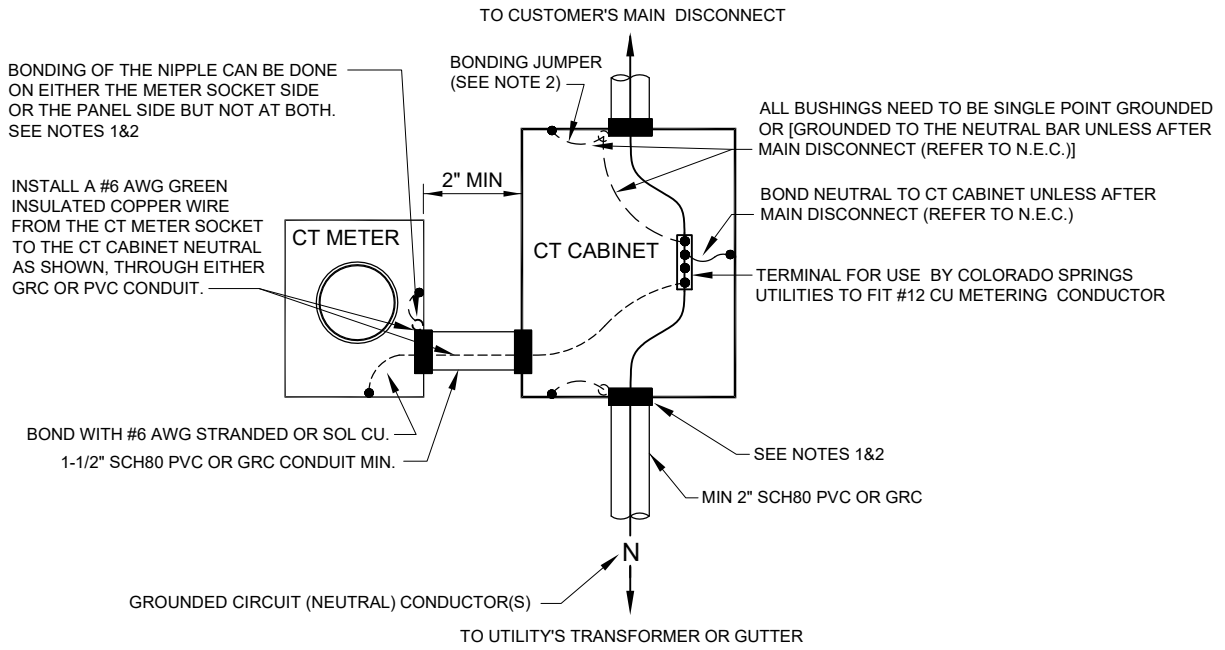 TO CUSTOMER'S MAIN DISCONNECT
BONDING OF THE NIPPLE CAN BE DONE
ON EITHER THE METER SOCKET SIDE
OR THE PANEL SIDE BUT NOT AT BOTH.
SEE NOTES 1&2
BONDING JUMPER
(SEE NOTE 2)
ALL BUSHINGS NEED TO BE SINGLE POINT GROUNDED
OR [GROUNDED TO THE NEUTRAL BAR UNLESS AFTER
MAIN DISCONNECT (REFER TO N.E.C.)]
INSTALL A #6 AWG GREEN
INSULATED COPPER WIRE
FROM THE CT METER SOCKET
TO THE CT CABINET NEUTRAL
AS SHOWN, THROUGH EITHER
GRC OR PVC CONDUIT.
2" MIN
BOND NEUTRAL TO CT CABINET UNLESS AFTER
MAIN DISCONNECT (REFER TO N.E.C.)
CT METER
CT CABINET
TERMINAL FOR USE BY COLORADO SPRINGS
UTILITIES TO FIT #12 CU METERING CONDUCTOR
BOND WITH #6 AWG STRANDED OR SOL CU.
1-1/2" SCH80 PVC OR GRC CONDUIT MIN.
SEE NOTES 1&2
MIN 2" SCH80 PVC OR GRC
N
GROUNDED CIRCUIT (NEUTRAL) CONDUCTOR(S)
TO UTILITY'S TRANSFORMER OR GUTTER